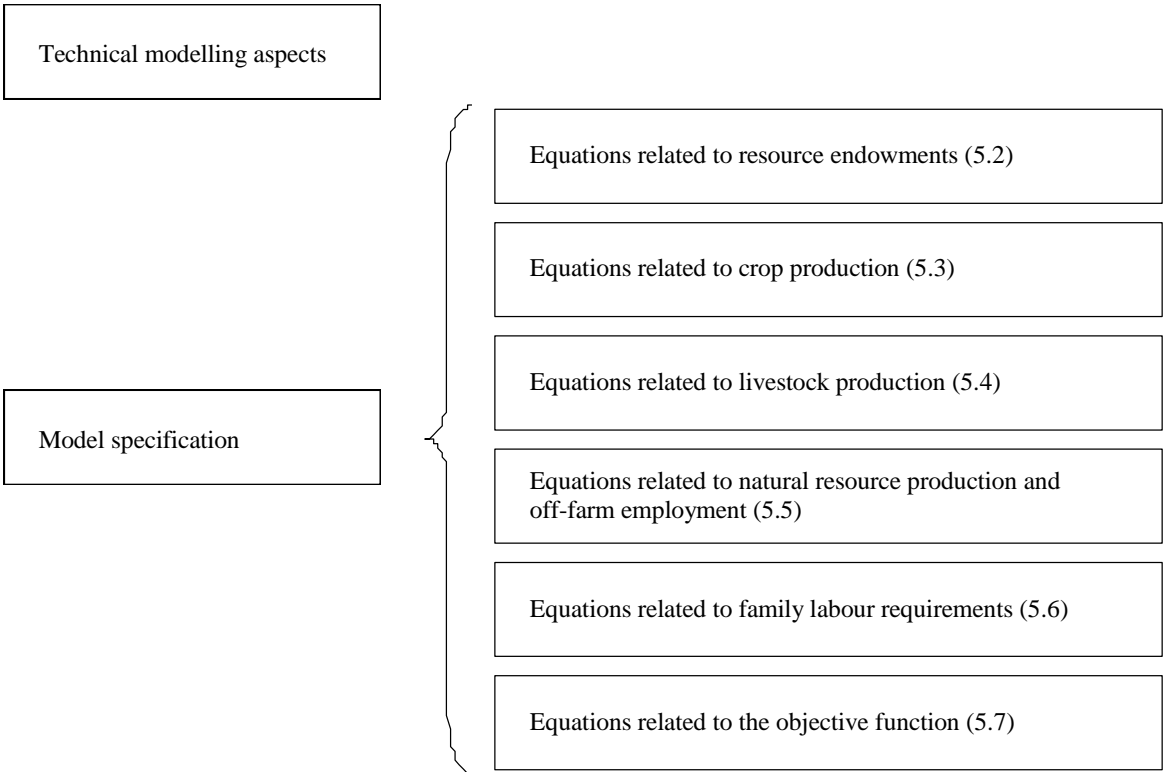 Technical modelling aspects
Equations related to resource endowments (5.2)
Equations related to crop production (5.3)
Equations related to livestock production (5.4)
Model specification
Equations related to natural resource production and
off-farm employment (5.5)
Equations related to family labour requirements (5.6)
Equations related to the objective function (5.7)